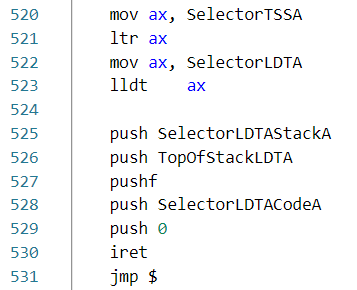 520 mov ax, SelectorTSSA
521 ltr ax
522 mov ax, SelectorLDTA
523 lldt    ax
524
525 push SelectorLDTAStackA
526 push TopOfStackLDTA
527 pushf
528 push SelectorLDTACodeA
529 push 0
530 iret
531 jmp $